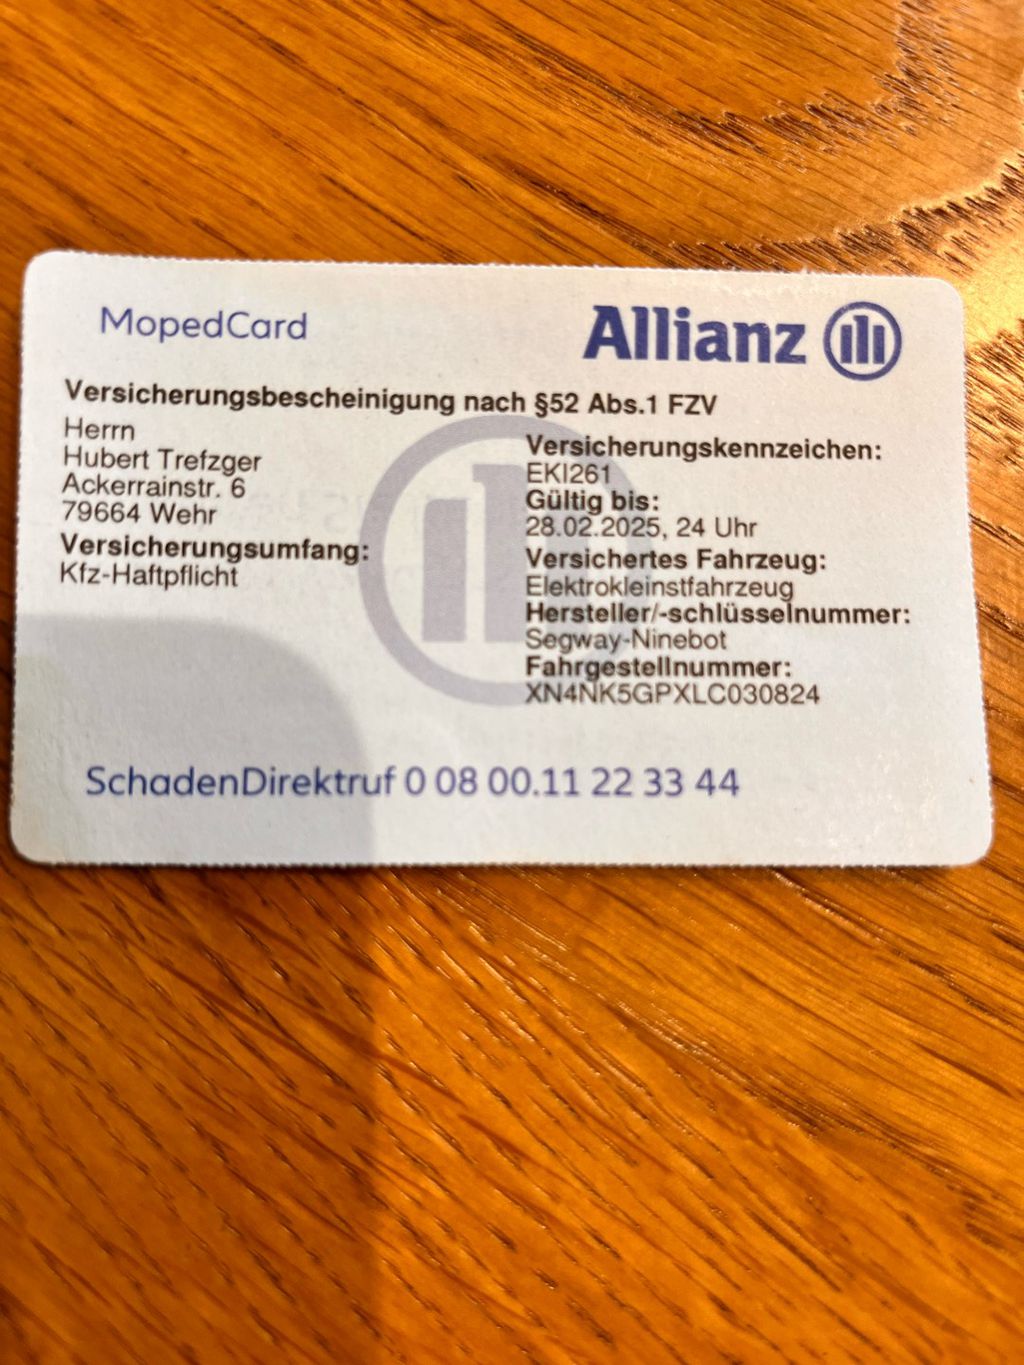 MopedCard
Allianz
Versicherungsbescheinigung nach §52 Abs.1 FZV
Herrn
Hubert Trefzger
Ackerrainstr. 6
79664 Wehr
Versicherungsumfang:
Kfz-Haftpflicht
Versicherungskennzeichen:
EKI261
Gültig bis:
28.02.2025, 24 Uhr
Versichertes Fahrzeug:
Elektrokleinstfahrzeug
Hersteller/-schlüsselnummer:
Segway-Ninebot
Fahrgestellnummer:
XN4NK5GPXLC030824
SchadenDirektruf 0 08 00.11 22 33 44